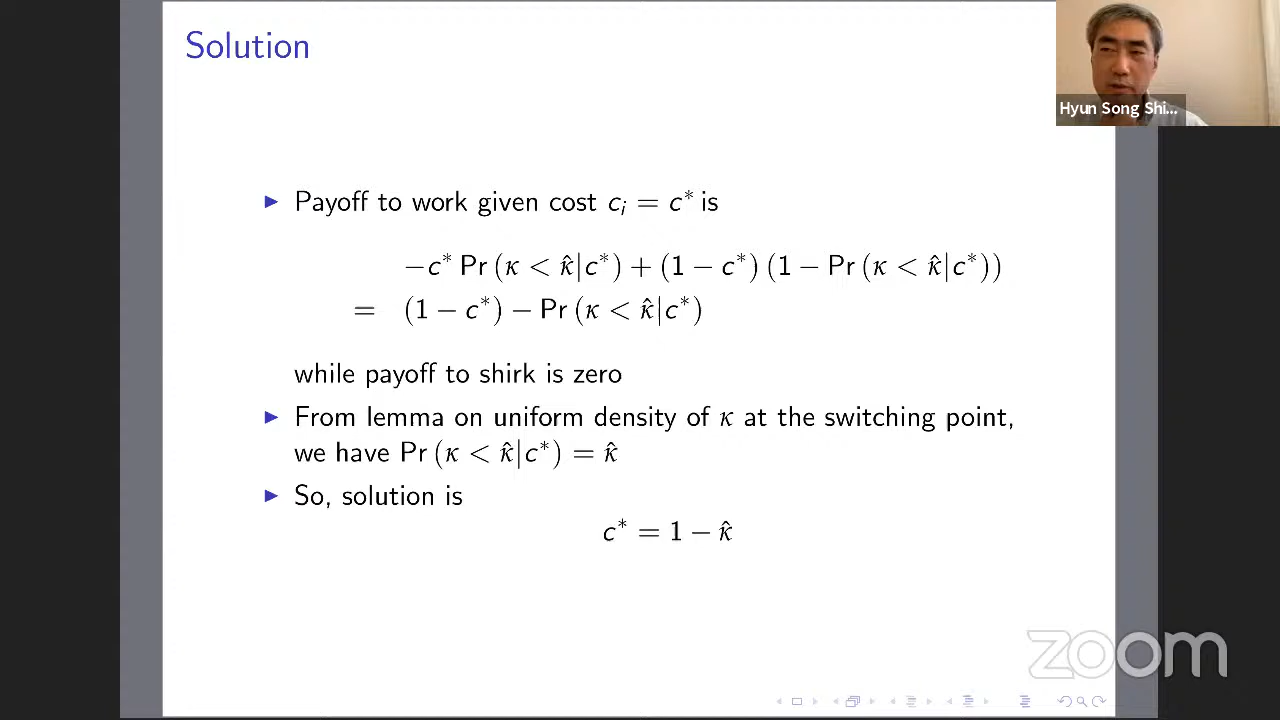 Solution
Hyun Song Shi...
▶ Payoff to work given cost cᵢ = c* is
−c* Pr (κ < κ̂|c*) + (1 − c*) (1 − Pr (κ < κ̂|c*))
= (1 − c*) − Pr (κ < κ̂|c*)
while payoff to shirk is zero
▶ From lemma on uniform density of κ at the switching point,
we have Pr (κ < κ̂|c*) = κ̂
▶ So, solution is
c* = 1 − κ̂
zoom